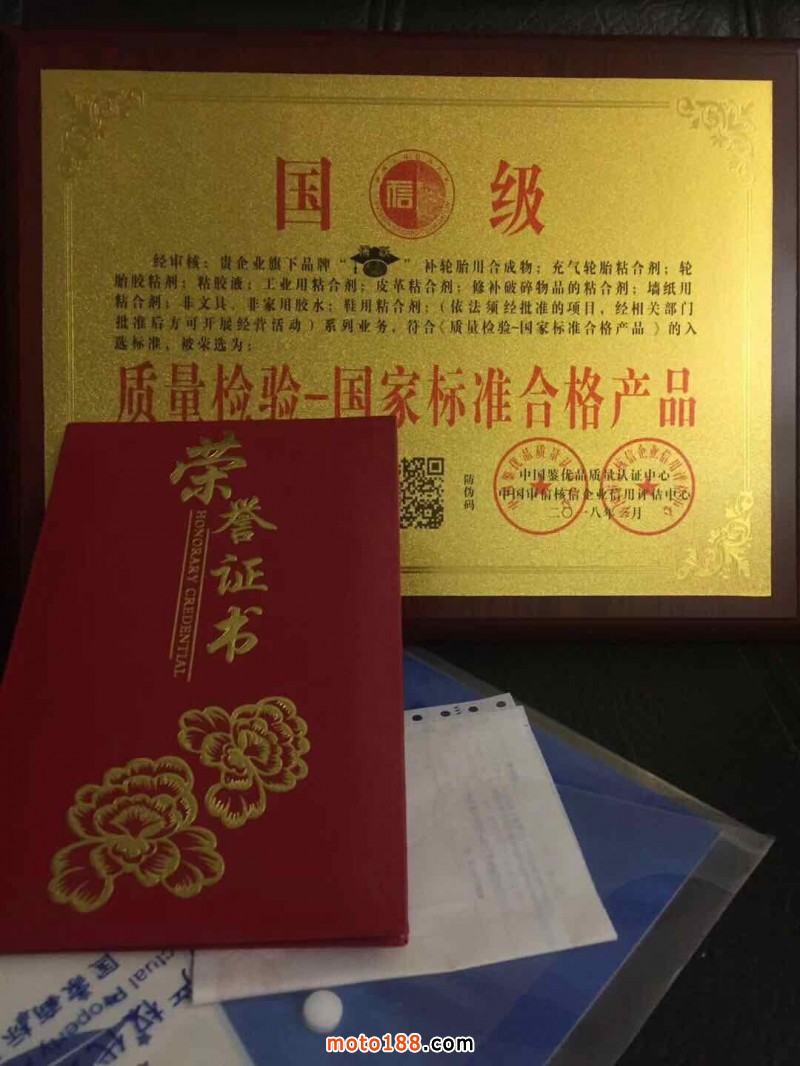 国 信 级
经审核：贵企业旗下品牌“ ”补轮胎用合成物；充气轮胎粘合剂；轮
胎胶粘剂；粘胶液；工业用粘合剂；皮革粘合剂；修补破碎物品的粘合剂；墙纸用
粘合剂；非文具、非家用胶水；鞋用粘合剂；（依法须经批准的项目，经相关部门
批准后方可开展经营活动）系列业务，符合《质量检验-国家标准合格产品》的入
选标准，被荣选为：
质量检验-国家标准合格产品
防伪码
中国鉴优品质量认证中心
中国审信核信企业信用评估中心
二〇一八年 月
荣誉证书
HONORARY CREDENTIAL
ctual Property
国家商标
moto188.com